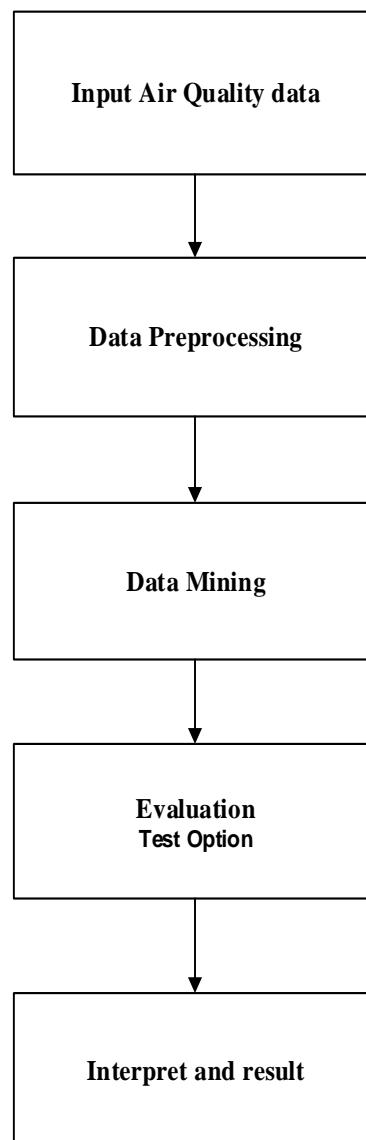 Input Air Quality data
Data Preprocessing
Data Mining
Evaluation
Test Option
Interpret and result